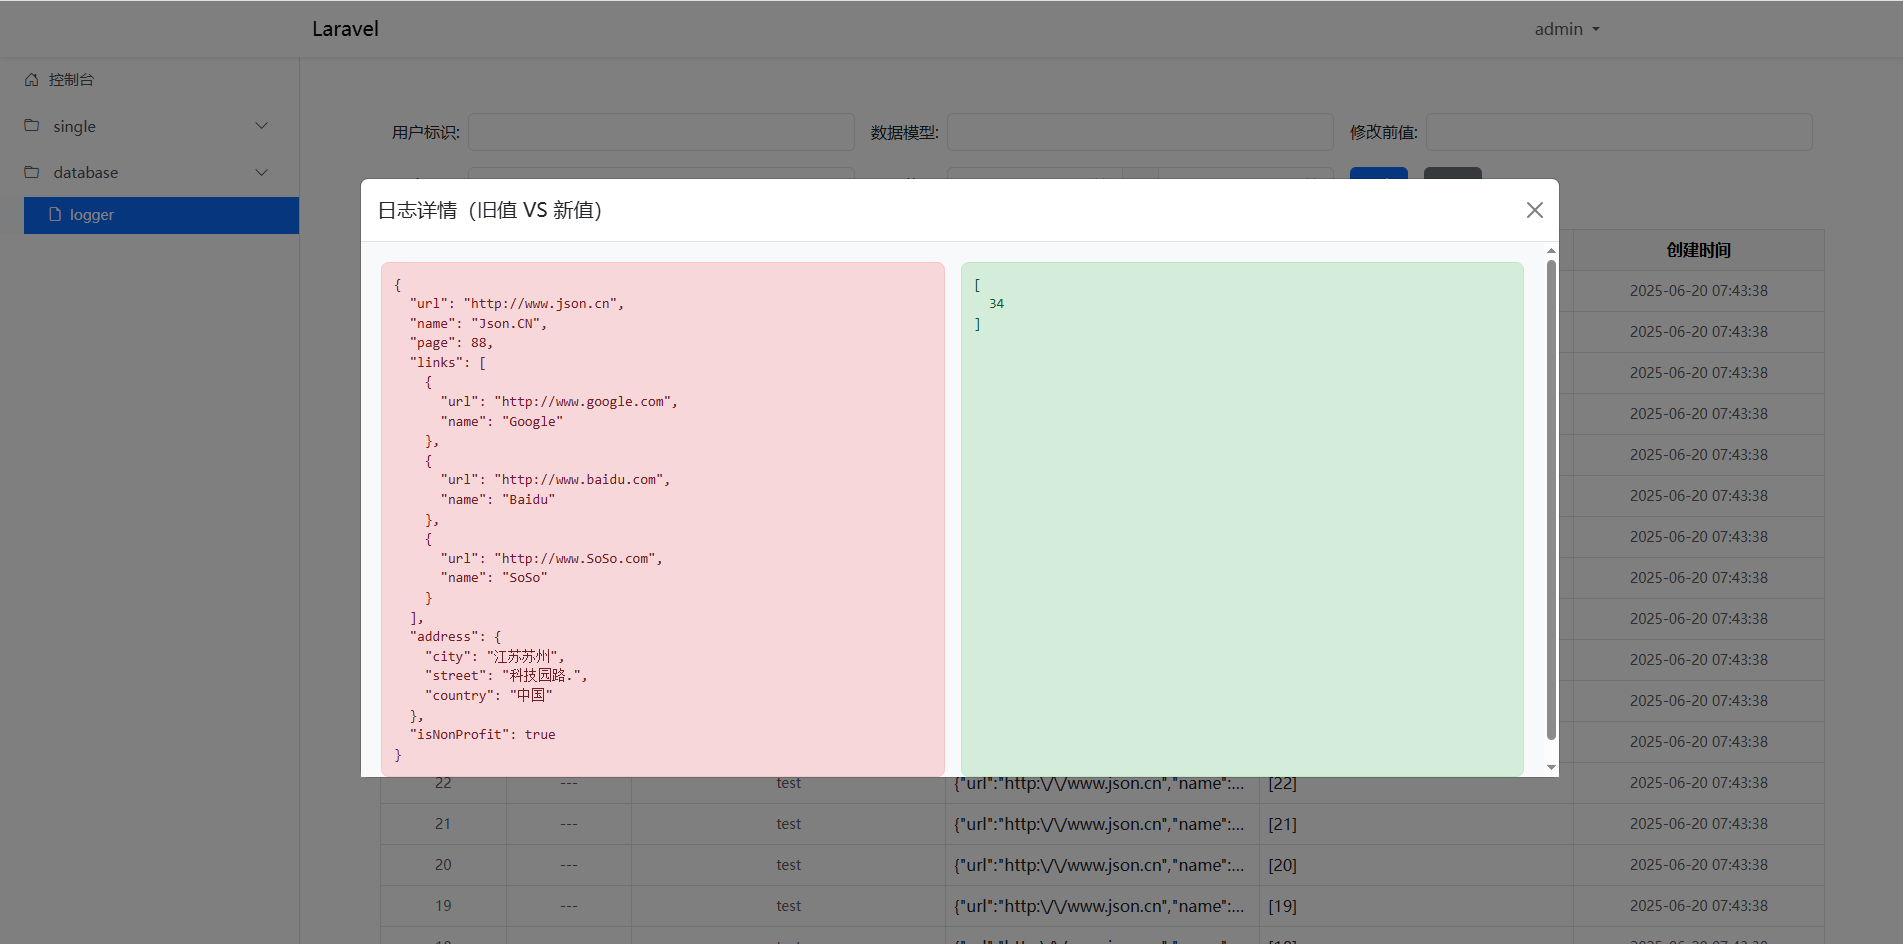 Laravel
admin
控制台
single
database
logger
用户标识:
数据模型:
修改前值:
日志详情（旧值 VS 新值）
{
"url": "http://www.json.cn",
"name": "Json.CN",
"page": 88,
"links": [
{
"url": "http://www.google.com",
"name": "Google"
},
{
"url": "http://www.baidu.com",
"name": "Baidu"
},
{
"url": "http://www.SoSo.com",
"name": "SoSo"
}
],
"address": {
"city": "江苏苏州",
"street": "科技园路.",
"country": "中国"
},
"isNonProfit": true
}
[
34
]
创建时间
2025-06-20 07:43:38
2025-06-20 07:43:38
2025-06-20 07:43:38
2025-06-20 07:43:38
2025-06-20 07:43:38
2025-06-20 07:43:38
2025-06-20 07:43:38
2025-06-20 07:43:38
2025-06-20 07:43:38
2025-06-20 07:43:38
2025-06-20 07:43:38
2025-06-20 07:43:38
22 --- test {"url":"http:\/\/www.json.cn","name":... [22] 2025-06-20 07:43:38
21 --- test {"url":"http:\/\/www.json.cn","name":... [21] 2025-06-20 07:43:38
20 --- test {"url":"http:\/\/www.json.cn","name":... [20] 2025-06-20 07:43:38
19 --- test {"url":"http:\/\/www.json.cn","name":... [19] 2025-06-20 07:43:38